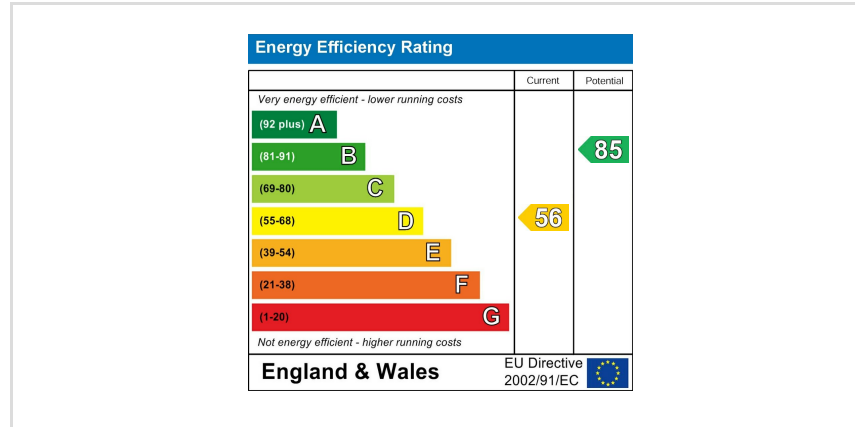 Energy Efficiency Rating
Current Potential
Very energy efficient - lower running costs
(92 plus) A
(81-91) B
85
(69-80) C
(55-68) D
56
(39-54) E
(21-38) F
(1-20) G
Not energy efficient - higher running costs
England & Wales
EU Directive
2002/91/EC